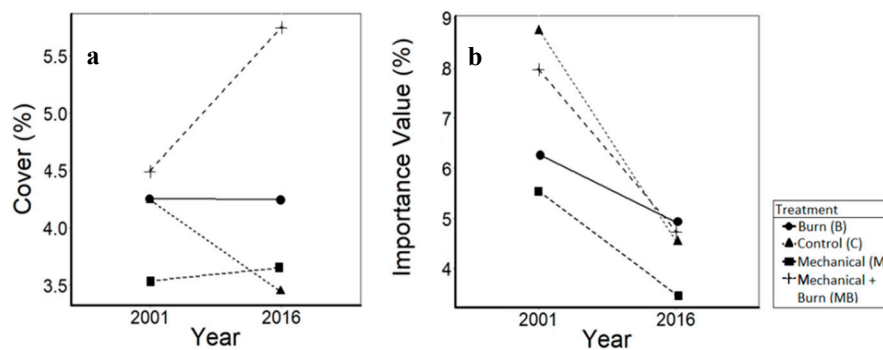 a
Cover (%)
5.5
5.0
4.5
4.0
3.5
2001 2016
Year
b
Importance Value (%)
9
8
7
6
5
4
2001 2016
Year
Treatment
Burn (B)
Control (C)
Mechanical (M
Mechanical +
Burn (MB)